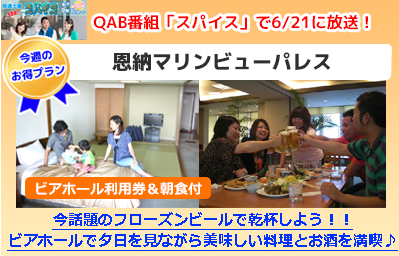 QAB番組「スパイス」で6/21に放送！
今週の
お得プラン
恩納マリンビューパレス
ビアホール利用券＆朝食付
今話題のフローズンビールで乾杯しよう！！
ビアホールで夕日を見ながら美味しい料理とお酒を満喫♪